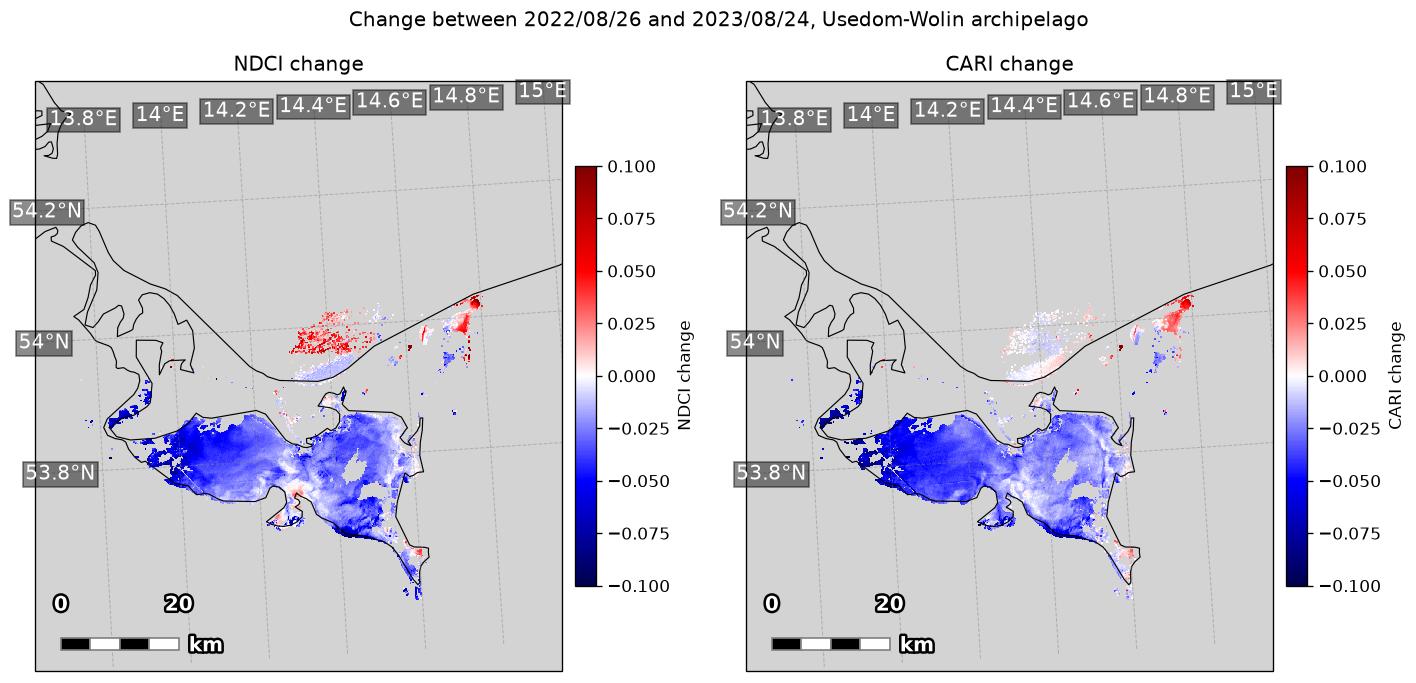 Change between 2022/08/26 and 2023/08/24, Usedom-Wolin archipelago
NDCI change
13.8°E 14°E 14.2°E 14.4°E 14.6°E 14.8°E 15°E
54.2°N
54°N
53.8°N
0 20
km
0.100
0.075
0.050
0.025
0.000
−0.025
−0.050
−0.075
−0.100
NDCI change
CARI change
13.8°E 14°E 14.2°E 14.4°E 14.6°E 14.8°E 15°E
54.2°N
54°N
53.8°N
0 20
km
0.100
0.075
0.050
0.025
0.000
−0.025
−0.050
−0.075
−0.100
CARI change